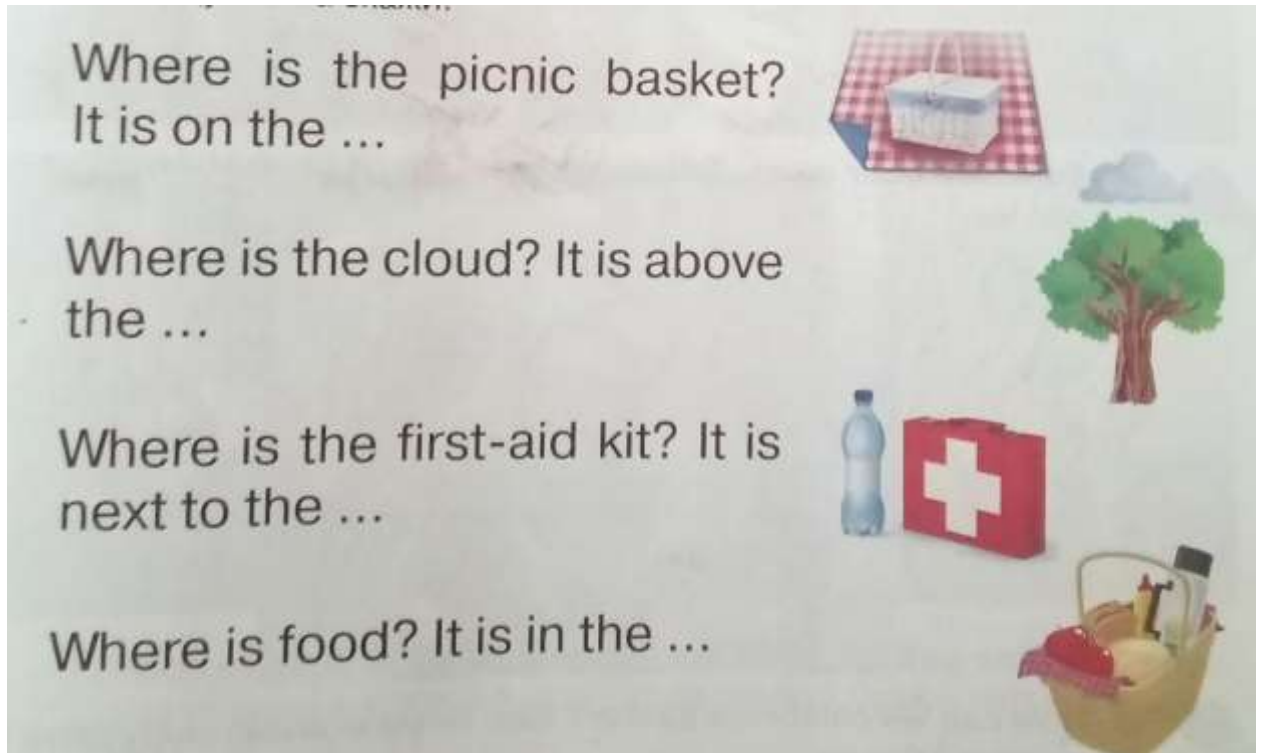 Where is the picnic basket?
It is on the ...
Where is the cloud? It is above
the ...
Where is the first-aid kit? It is
next to the ...
Where is food? It is in the ...